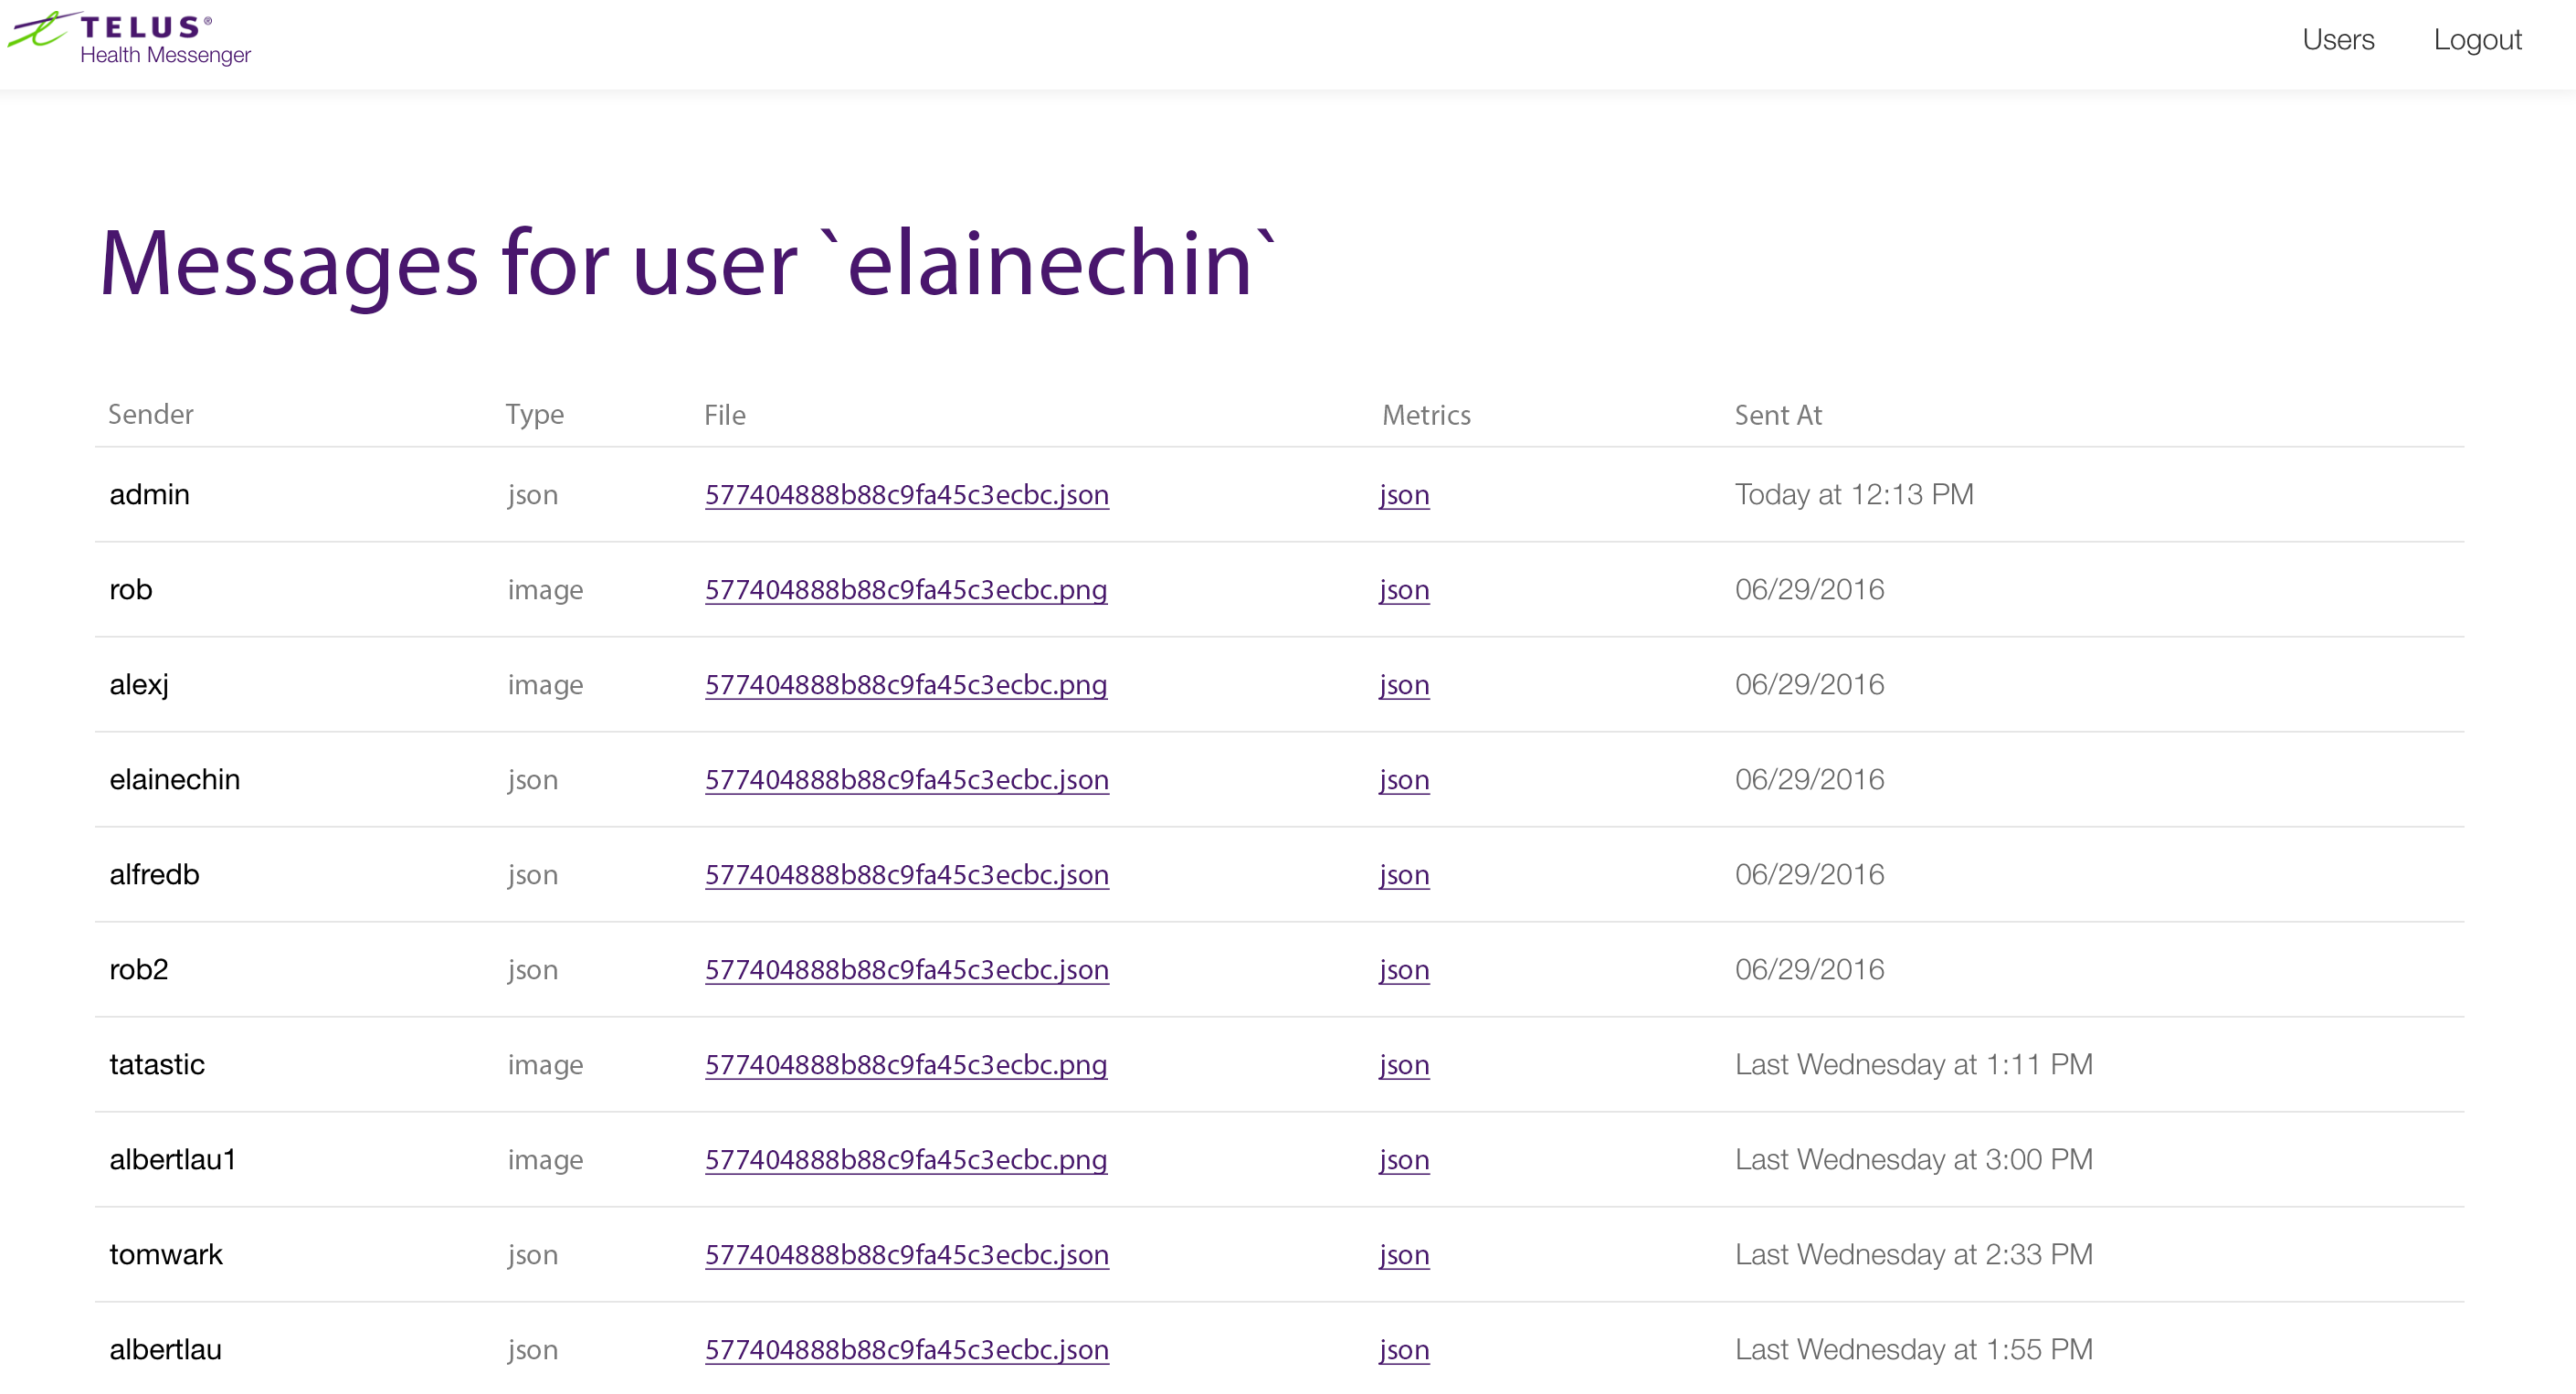 TELUS®
Health Messenger
Users Logout
Messages for user `elainechin`
Sender Type File Metrics Sent At
admin json 577404888b88c9fa45c3ecbc.json json Today at 12:13 PM
rob image 577404888b88c9fa45c3ecbc.png json 06/29/2016
alexj image 577404888b88c9fa45c3ecbc.png json 06/29/2016
elainechin json 577404888b88c9fa45c3ecbc.json json 06/29/2016
alfredb json 577404888b88c9fa45c3ecbc.json json 06/29/2016
rob2 json 577404888b88c9fa45c3ecbc.json json 06/29/2016
tatastic image 577404888b88c9fa45c3ecbc.png json Last Wednesday at 1:11 PM
albertlau1 image 577404888b88c9fa45c3ecbc.png json Last Wednesday at 3:00 PM
tomwark json 577404888b88c9fa45c3ecbc.json json Last Wednesday at 2:33 PM
albertlau json 577404888b88c9fa45c3ecbc.json json Last Wednesday at 1:55 PM